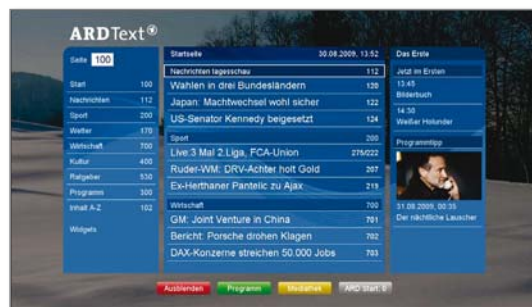 ARDText
Seite 100
Start 100
Nachrichten 112
Sport 200
Wetter 170
Wirtschaft 700
Kultur 400
Ratgeber 530
Programm 300
Inhalt A-Z 102
Widgets
Startseite 30.08.2009, 13:52
Nachrichten tagesschau 112
Wahlen in drei Bundesländern 120
Japan: Machtwechsel wohl sicher 122
US-Senator Kennedy beigesetzt 124
Sport 200
Live:3 Mal 2.Liga, FCA-Union 275/222
Ruder-WM: DRV-Achter holt Gold 207
Ex-Herthaner Pantelic zu Ajax 213
Wirtschaft 700
GM: Joint Venture in China 701
Bericht: Porsche drohen Klagen 702
DAX-Konzerne streichen 50.000 Jobs 703
Das Erste
Jetzt im Ersten
13:45
Bilderbuch
14:30
Weißer Holunder
Programmtipp
31.08.2009, 00:35
Der nächtliche Lauscher
Ausblenden Programm Mediathek ARD Start: 0